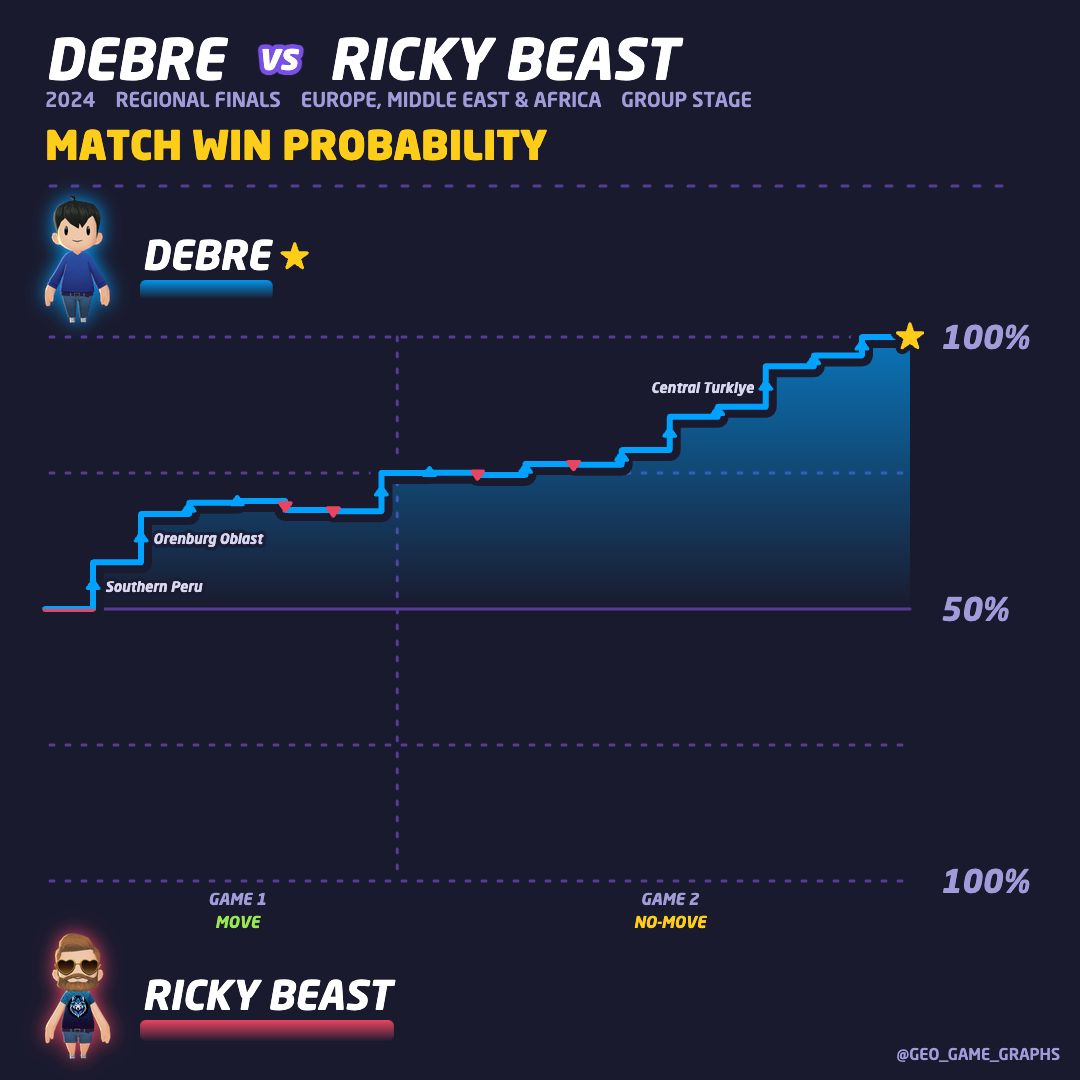 DEBRE VS RICKY BEAST
2024 REGIONAL FINALS EUROPE, MIDDLE EAST & AFRICA GROUP STAGE
MATCH WIN PROBABILITY
DEBRE
100%
Central Turkiye
Orenburg Oblast
Southern Peru
50%
100%
GAME 1
MOVE
GAME 2
NO-MOVE
RICKY BEAST
@GEO_GAME_GRAPHS